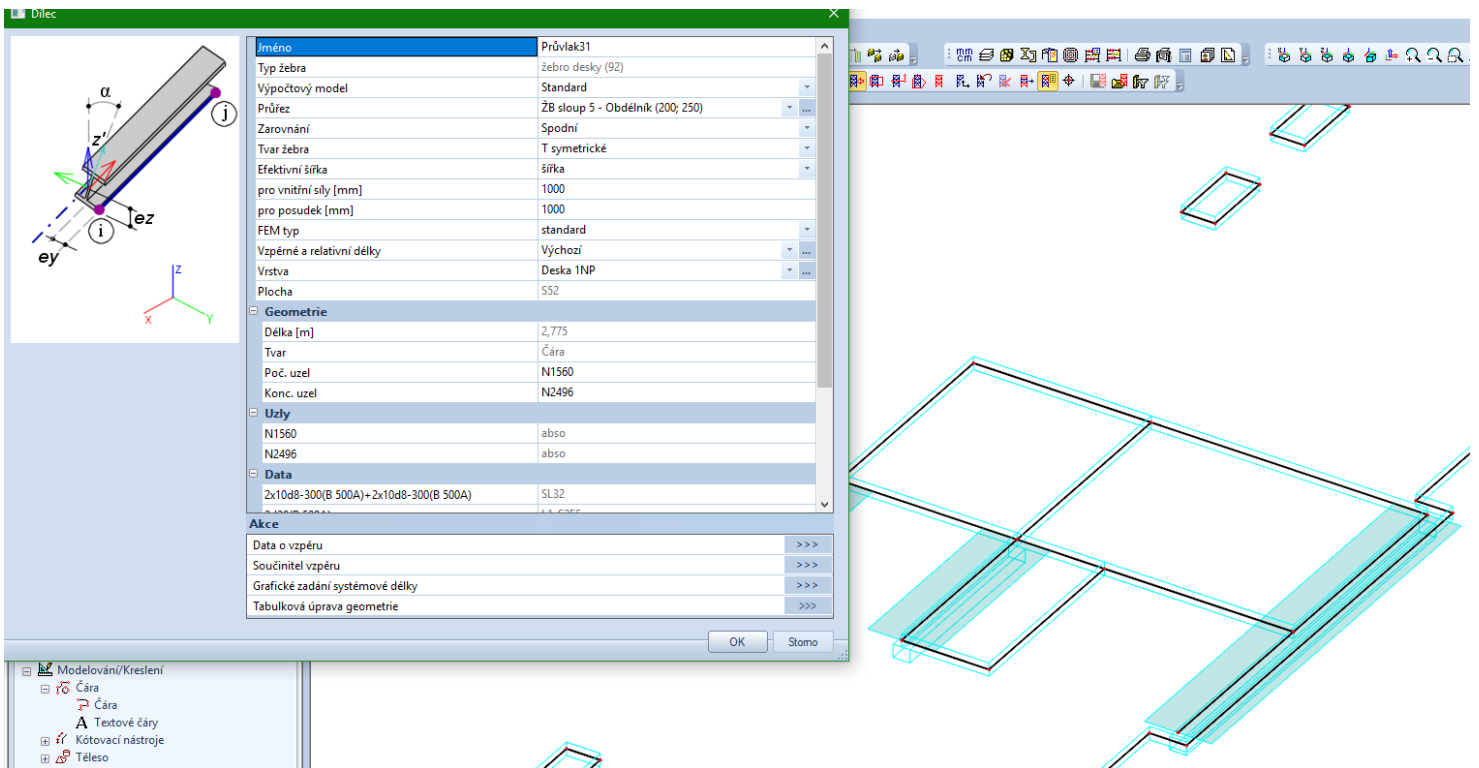 Dílec
α
z'
j
i
ez
ey
Z
X
Y
Jméno Průvlak31
Typ žebra žebro desky (92)
Výpočtový model Standard
Průřez ŽB sloup 5 - Obdélník (200; 250) ...
Zarovnání Spodní
Tvar žebra T symetrické
Efektivní šířka šířka
pro vnitřní síly [mm] 1000
pro posudek [mm] 1000
FEM typ standard
Vzpěrné a relativní délky Výchozí ...
Vrstva Deska 1NP ...
Plocha S52
Geometrie
Délka [m] 2,775
Tvar Čára
Poč. uzel N1560
Konc. uzel N2496
Uzly
N1560 abso
N2496 abso
Data
2x10d8-300(B 500A)+2x10d8-300(B 500A) SL32
Akce
Data o vzpěru >>>
Součinitel vzpěru >>>
Grafické zadání systémové délky >>>
Tabulková úprava geometrie >>>
OK Storno
Modelování/Kreslení
Čára
Čára
A Textové čáry
Kótovací nástroje
Těleso